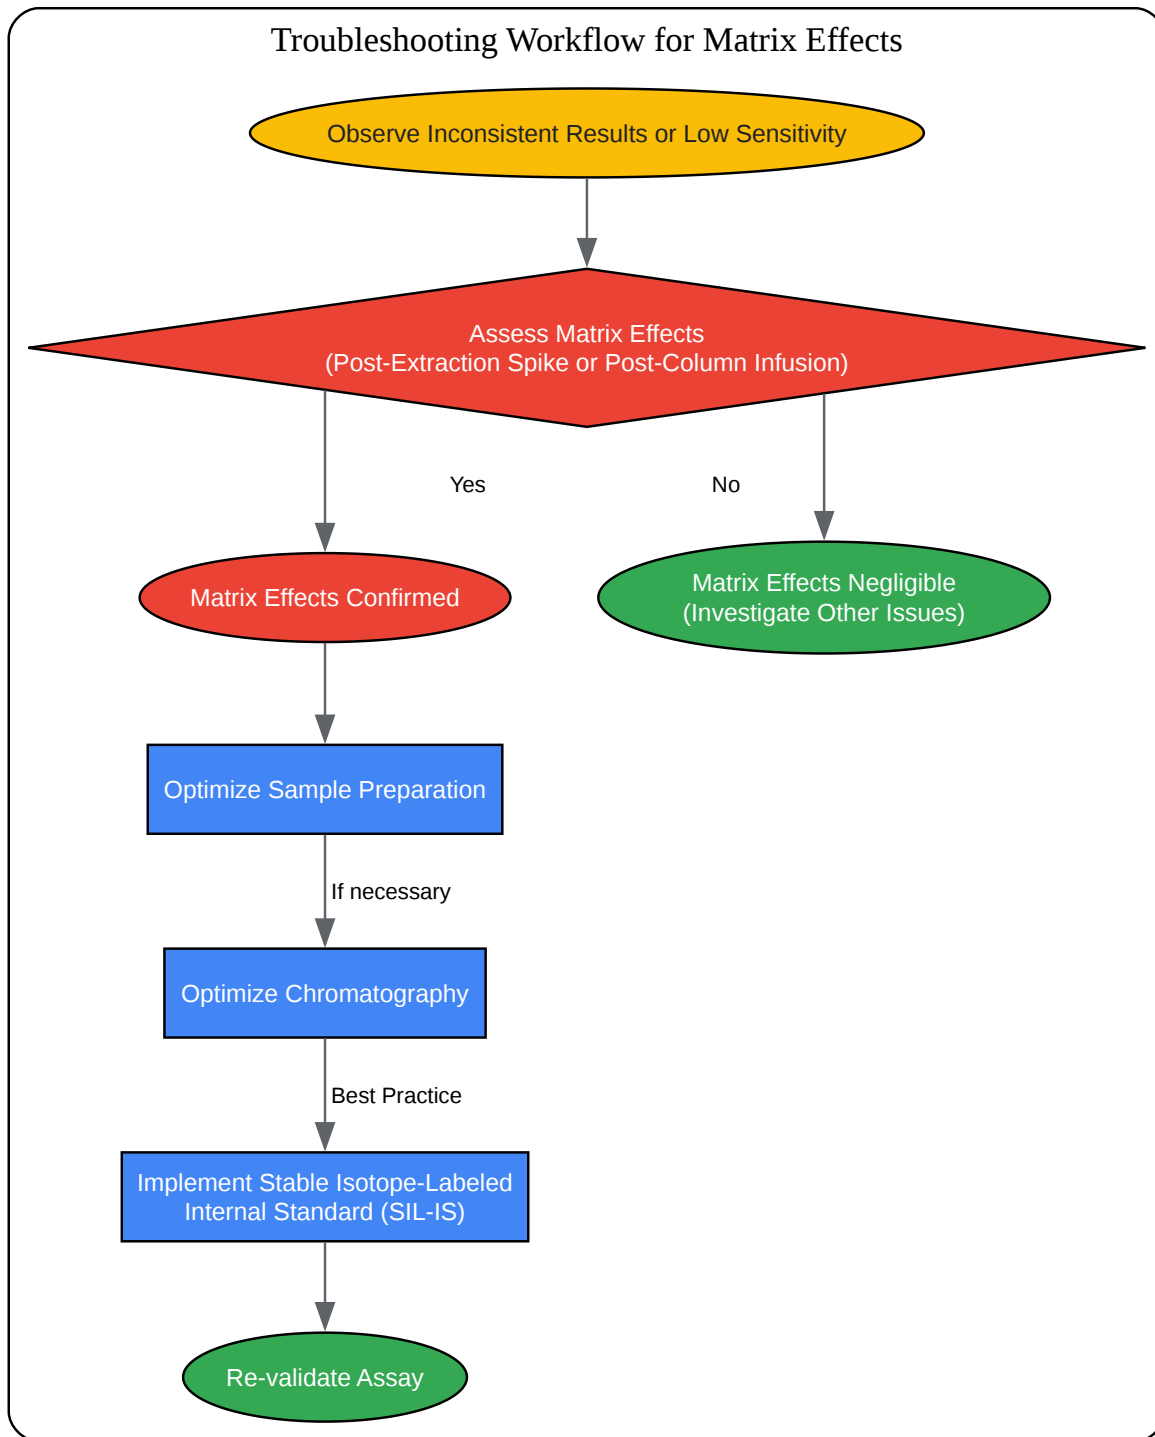 Troubleshooting Workflow for Matrix Effects
Observe Inconsistent Results or Low Sensitivity
Assess Matrix Effects
(Post-Extraction Spike or Post-Column Infusion)
Yes
No
Matrix Effects Confirmed
Matrix Effects Negligible
(Investigate Other Issues)
Optimize Sample Preparation
If necessary
Optimize Chromatography
Best Practice
Implement Stable Isotope-Labeled
Internal Standard (SIL-IS)
Re-validate Assay